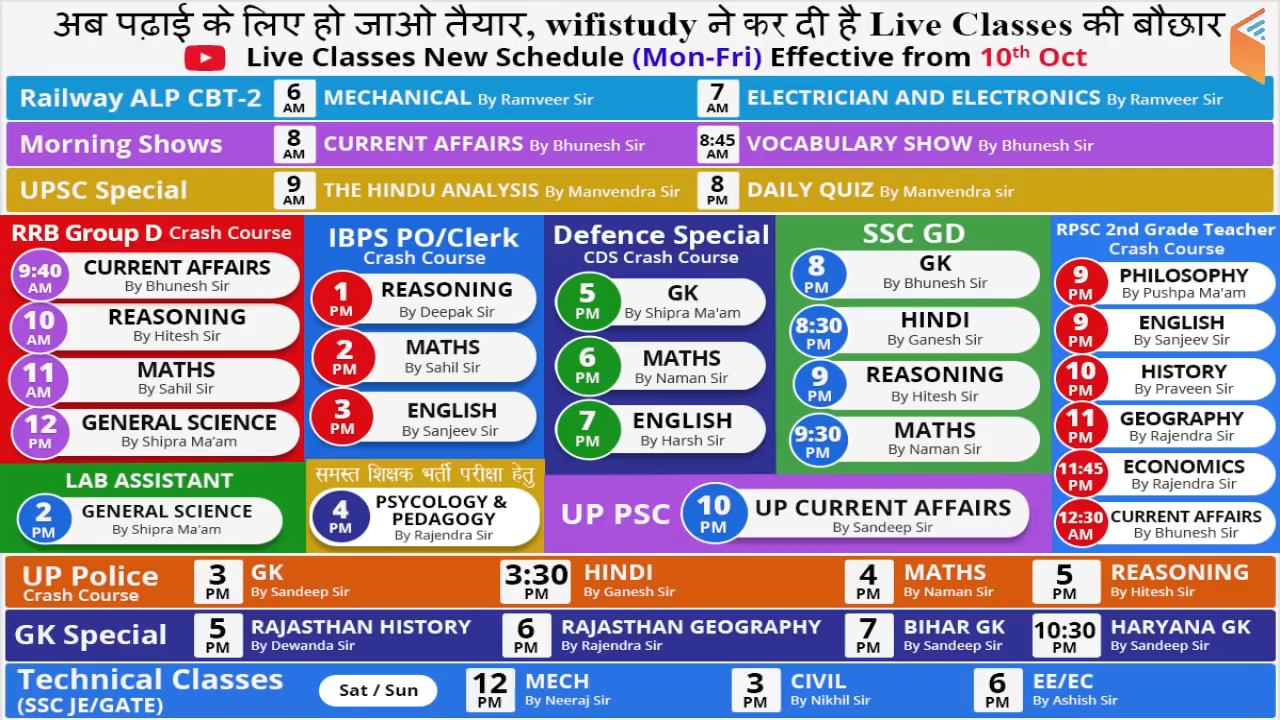 अब पढ़ाई के लिए हो जाओ तैयार, wifistudy ने कर दी है Live Classes की बौछार
Live Classes New Schedule (Mon-Fri) Effective from 10th Oct
Railway ALP CBT-2 6 AM MECHANICAL By Ramveer Sir 7 AM ELECTRICIAN AND ELECTRONICS By Ramveer Sir
Morning Shows 8 AM CURRENT AFFAIRS By Bhunesh Sir 8:45 AM VOCABULARY SHOW By Bhunesh Sir
UPSC Special 9 AM THE HINDU ANALYSIS By Manvendra Sir 8 PM DAILY QUIZ By Manvendra sir
RRB Group D Crash Course
9:40 AM CURRENT AFFAIRS
By Bhunesh Sir
10 AM REASONING
By Hitesh Sir
11 AM MATHS
By Sahil Sir
12 PM GENERAL SCIENCE
By Shipra Ma'am
LAB ASSISTANT
2 PM GENERAL SCIENCE
By Shipra Ma'am
IBPS PO/Clerk
Crash Course
1 PM REASONING
By Deepak Sir
2 PM MATHS
By Sahil Sir
3 PM ENGLISH
By Sanjeev Sir
समस्त शिक्षक भर्ती परीक्षा हेतु
4 PM PSYCOLOGY &
PEDAGOGY
By Rajendra Sir
Defence Special
CDS Crash Course
5 PM GK
By Shipra Ma'am
6 PM MATHS
By Naman Sir
7 PM ENGLISH
By Harsh Sir
SSC GD
8 PM GK
By Bhunesh Sir
8:30 PM HINDI
By Ganesh Sir
9 PM REASONING
By Hitesh Sir
9:30 PM MATHS
By Naman Sir
UP PSC 10 PM UP CURRENT AFFAIRS
By Sandeep Sir
RPSC 2nd Grade Teacher
Crash Course
9 PM PHILOSOPHY
By Pushpa Ma'am
9 PM ENGLISH
By Sanjeev Sir
10 PM HISTORY
By Praveen Sir
11 PM GEOGRAPHY
By Rajendra Sir
11:45 PM ECONOMICS
By Rajendra Sir
12:30 AM CURRENT AFFAIRS
By Bhunesh Sir
UP Police
Crash Course
3 PM GK
By Sandeep Sir
3:30 PM HINDI
By Ganesh Sir
4 PM MATHS
By Naman Sir
5 PM REASONING
By Hitesh Sir
GK Special
5 PM RAJASTHAN HISTORY
By Dewanda Sir
6 PM RAJASTHAN GEOGRAPHY
By Rajendra Sir
7 PM BIHAR GK
By Sandeep Sir
10:30 PM HARYANA GK
By Sandeep Sir
Technical Classes
(SSC JE/GATE)
Sat / Sun
12 PM MECH
By Neeraj Sir
3 PM CIVIL
By Nikhil Sir
6 PM EE/EC
By Ashish Sir